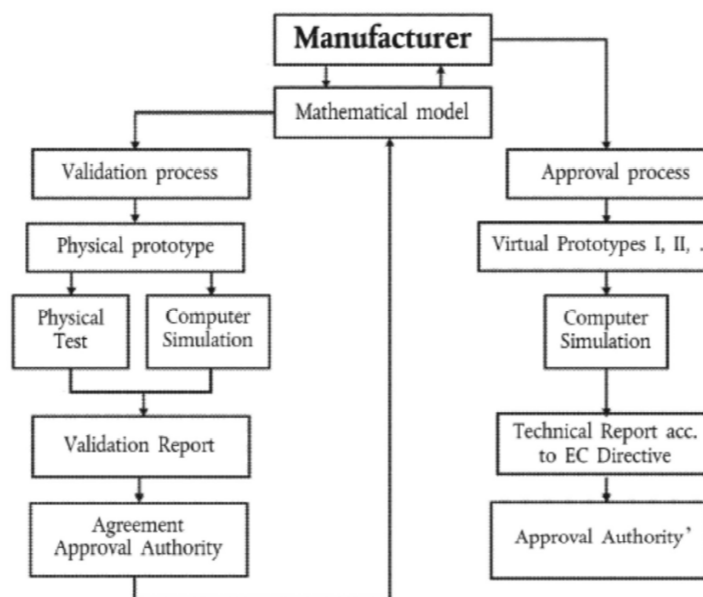 Manufacturer
Mathematical model
Validation process
Physical prototype
Physical
Test
Computer
Simulation
Validation Report
Agreement
Approval Authority
Approval process
Virtual Prototypes I, II, .
Computer
Simulation
Technical Report acc.
to EC Directive
Approval Authority’